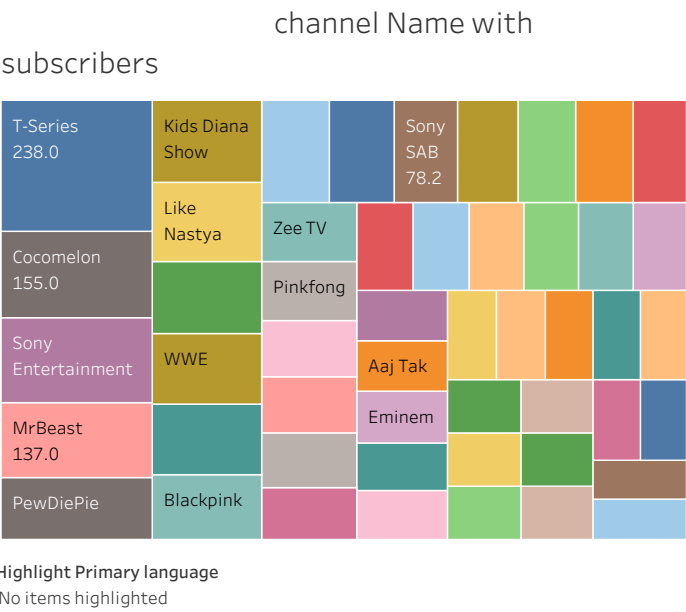 channel Name with
subscribers
T-Series
238.0
Cocomelon
155.0
Sony
Entertainment
MrBeast
137.0
PewDiePie
Kids Diana
Show
Like
Nastya
WWE
Blackpink
Sony
SAB
78.2
Zee TV
Pinkfong
Aaj Tak
Eminem
Highlight Primary language
No items highlighted